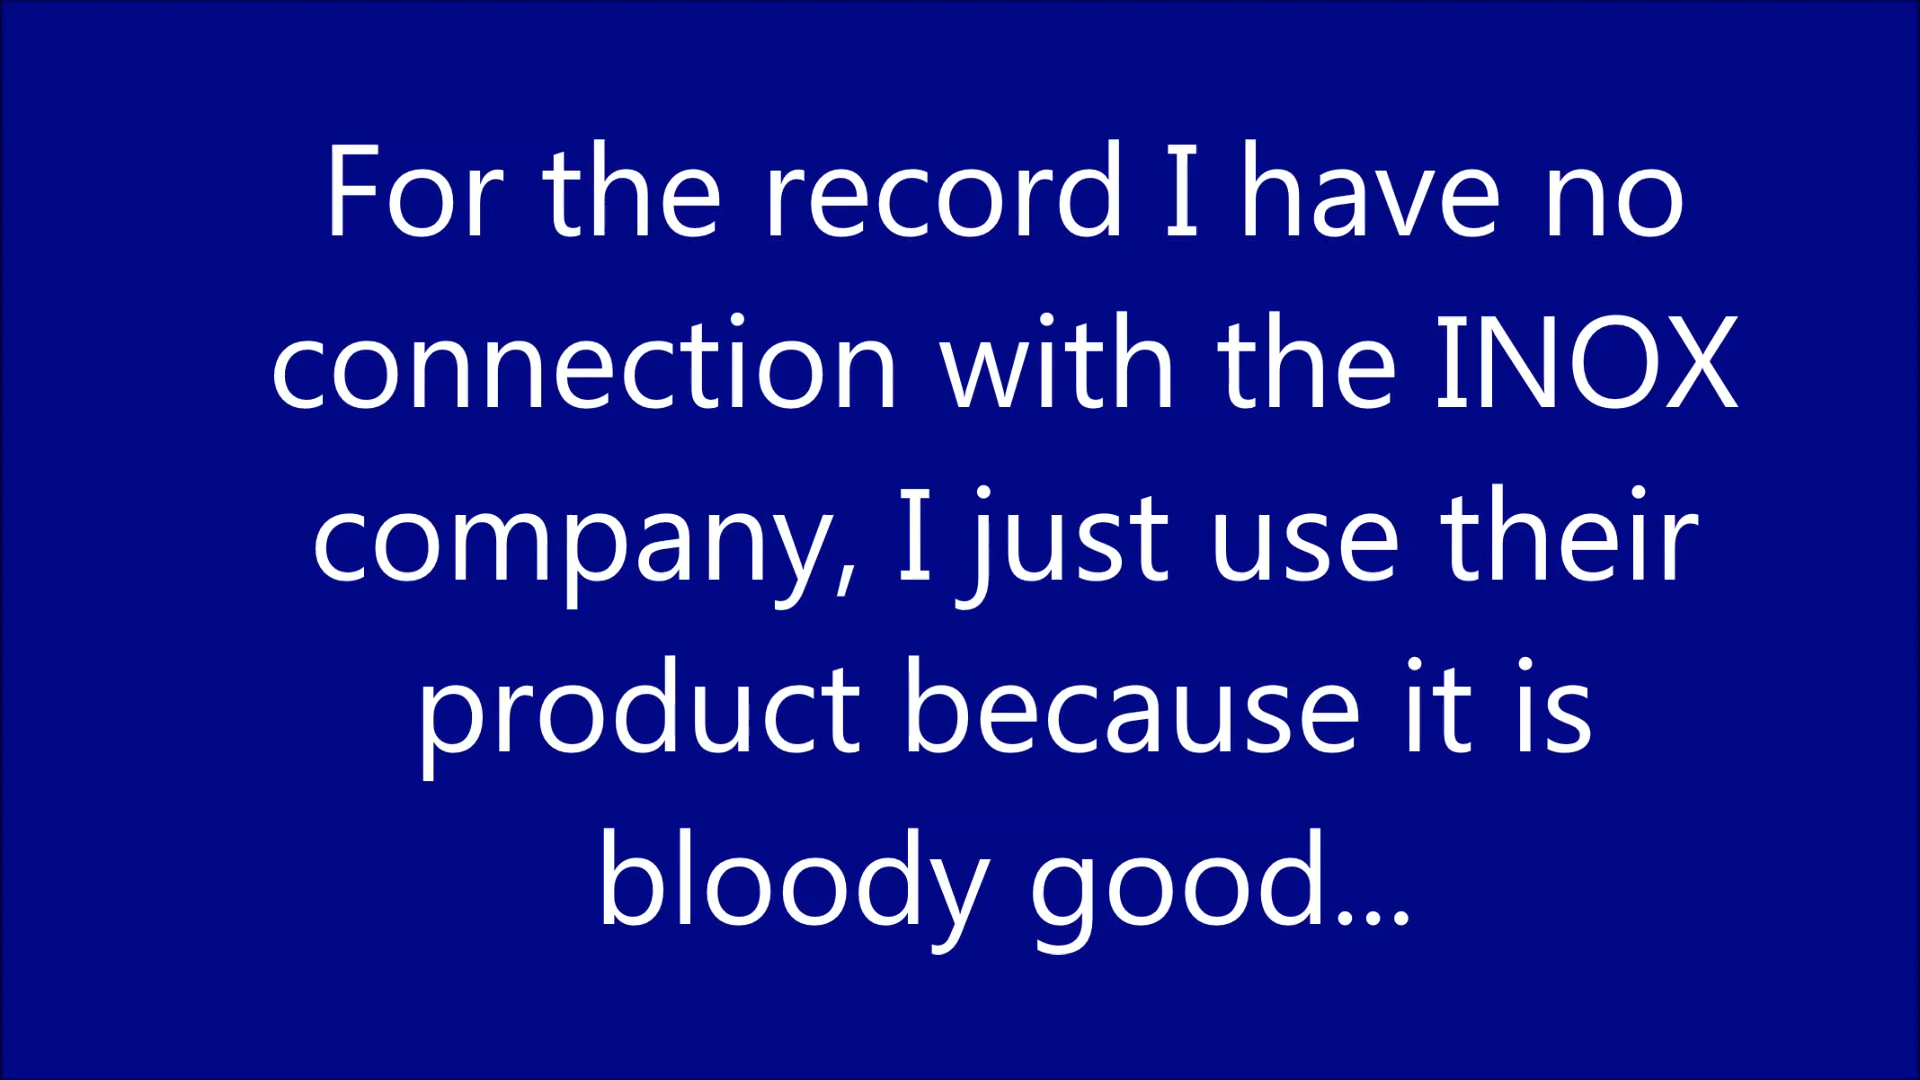 For the record I have no
connection with the INOX
company, I just use their
product because it is
bloody good...